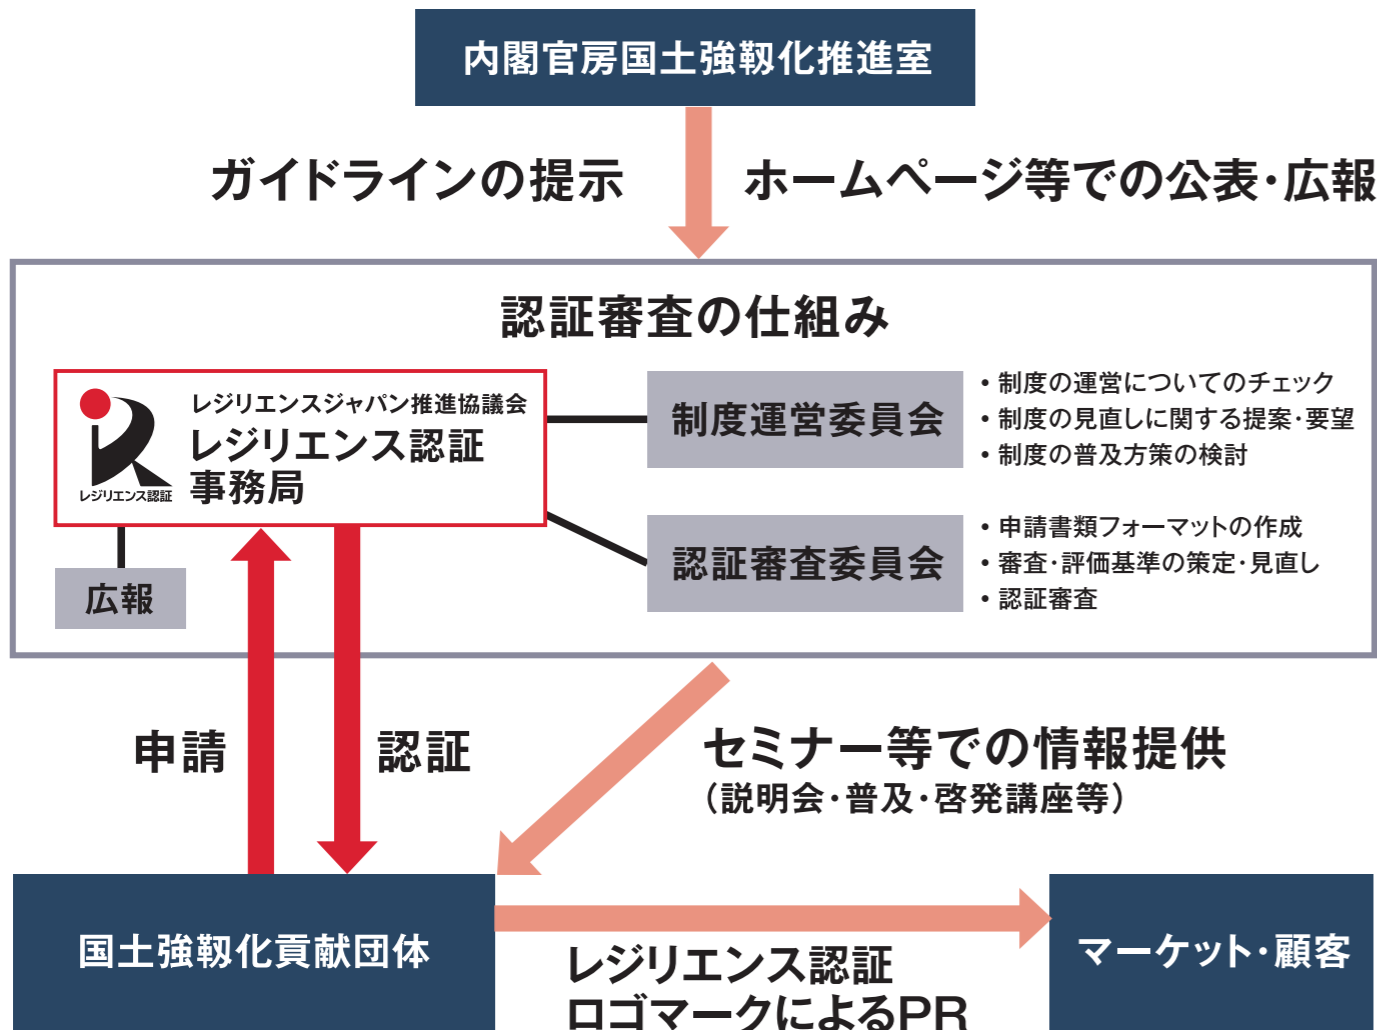 内閣官房国土強靱化推進室
ガイドラインの提示
ホームページ等での公表・広報
認証審査の仕組み
レジリエンス認証
レジリエンスジャパン推進協議会
レジリエンス認証
事務局
広報
制度運営委員会
• 制度の運営についてのチェック
• 制度の見直しに関する提案・要望
• 制度の普及方策の検討
認証審査委員会
• 申請書類フォーマットの作成
• 審査・評価基準の策定・見直し
• 認証審査
申請
認証
セミナー等での情報提供
（説明会・普及・啓発講座等）
国土強靱化貢献団体
レジリエンス認証
ロゴマークによるPR
マーケット・顧客